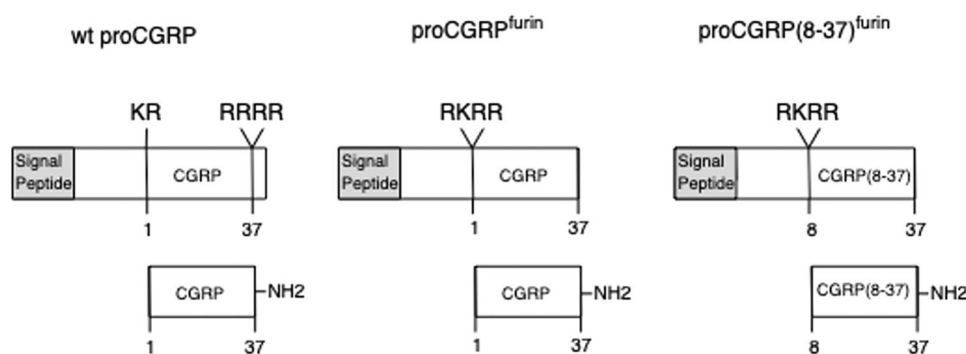 wt proCGRP
proCGRPfurin
proCGRP(8-37)furin
KR RRRR
RKRR
RKRR
Signal
Peptide
CGRP
Signal
Peptide
CGRP
Signal
Peptide
CGRP(8-37)
1 37
1 37
8 37
CGRP -NH2
CGRP -NH2
CGRP(8-37) -NH2
1 37
1 37
8 37